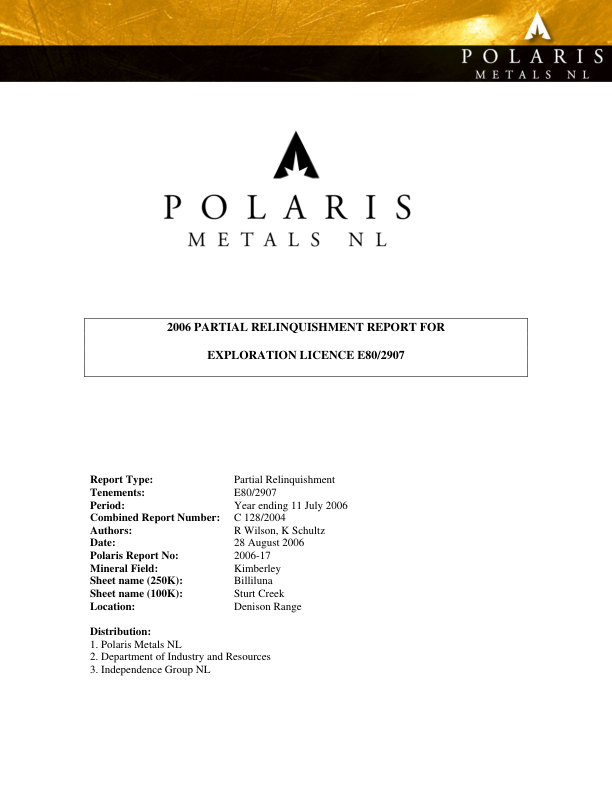 POLARIS
METALS NL
POLARIS
METALS NL
2006 PARTIAL RELINQUISHMENT REPORT FOR
EXPLORATION LICENCE E80/2907
Report Type: Partial Relinquishment
Tenements: E80/2907
Period: Year ending 11 July 2006
Combined Report Number: C 128/2004
Authors: R Wilson, K Schultz
Date: 28 August 2006
Polaris Report No: 2006-17
Mineral Field: Kimberley
Sheet name (250K): Billiluna
Sheet name (100K): Sturt Creek
Location: Denison Range
Distribution:
1. Polaris Metals NL
2. Department of Industry and Resources
3. Independence Group NL